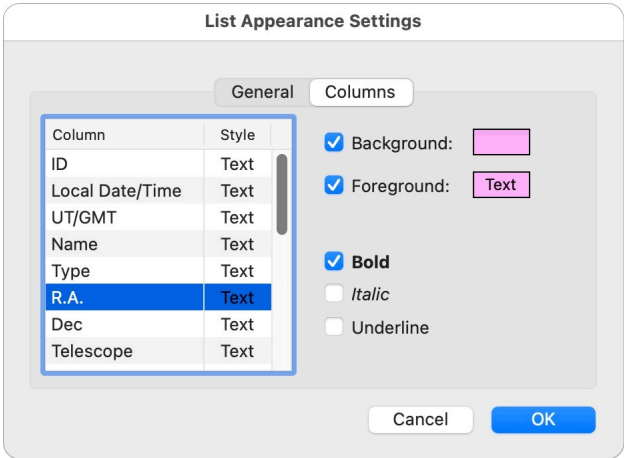 List Appearance Settings
General Columns
Column Style
ID Text
Local Date/Time Text
UT/GMT Text
Name Text
Type Text
R.A. Text
Dec Text
Telescope Text
Background:
Foreground: Text
Bold
Italic
Underline
Cancel OK